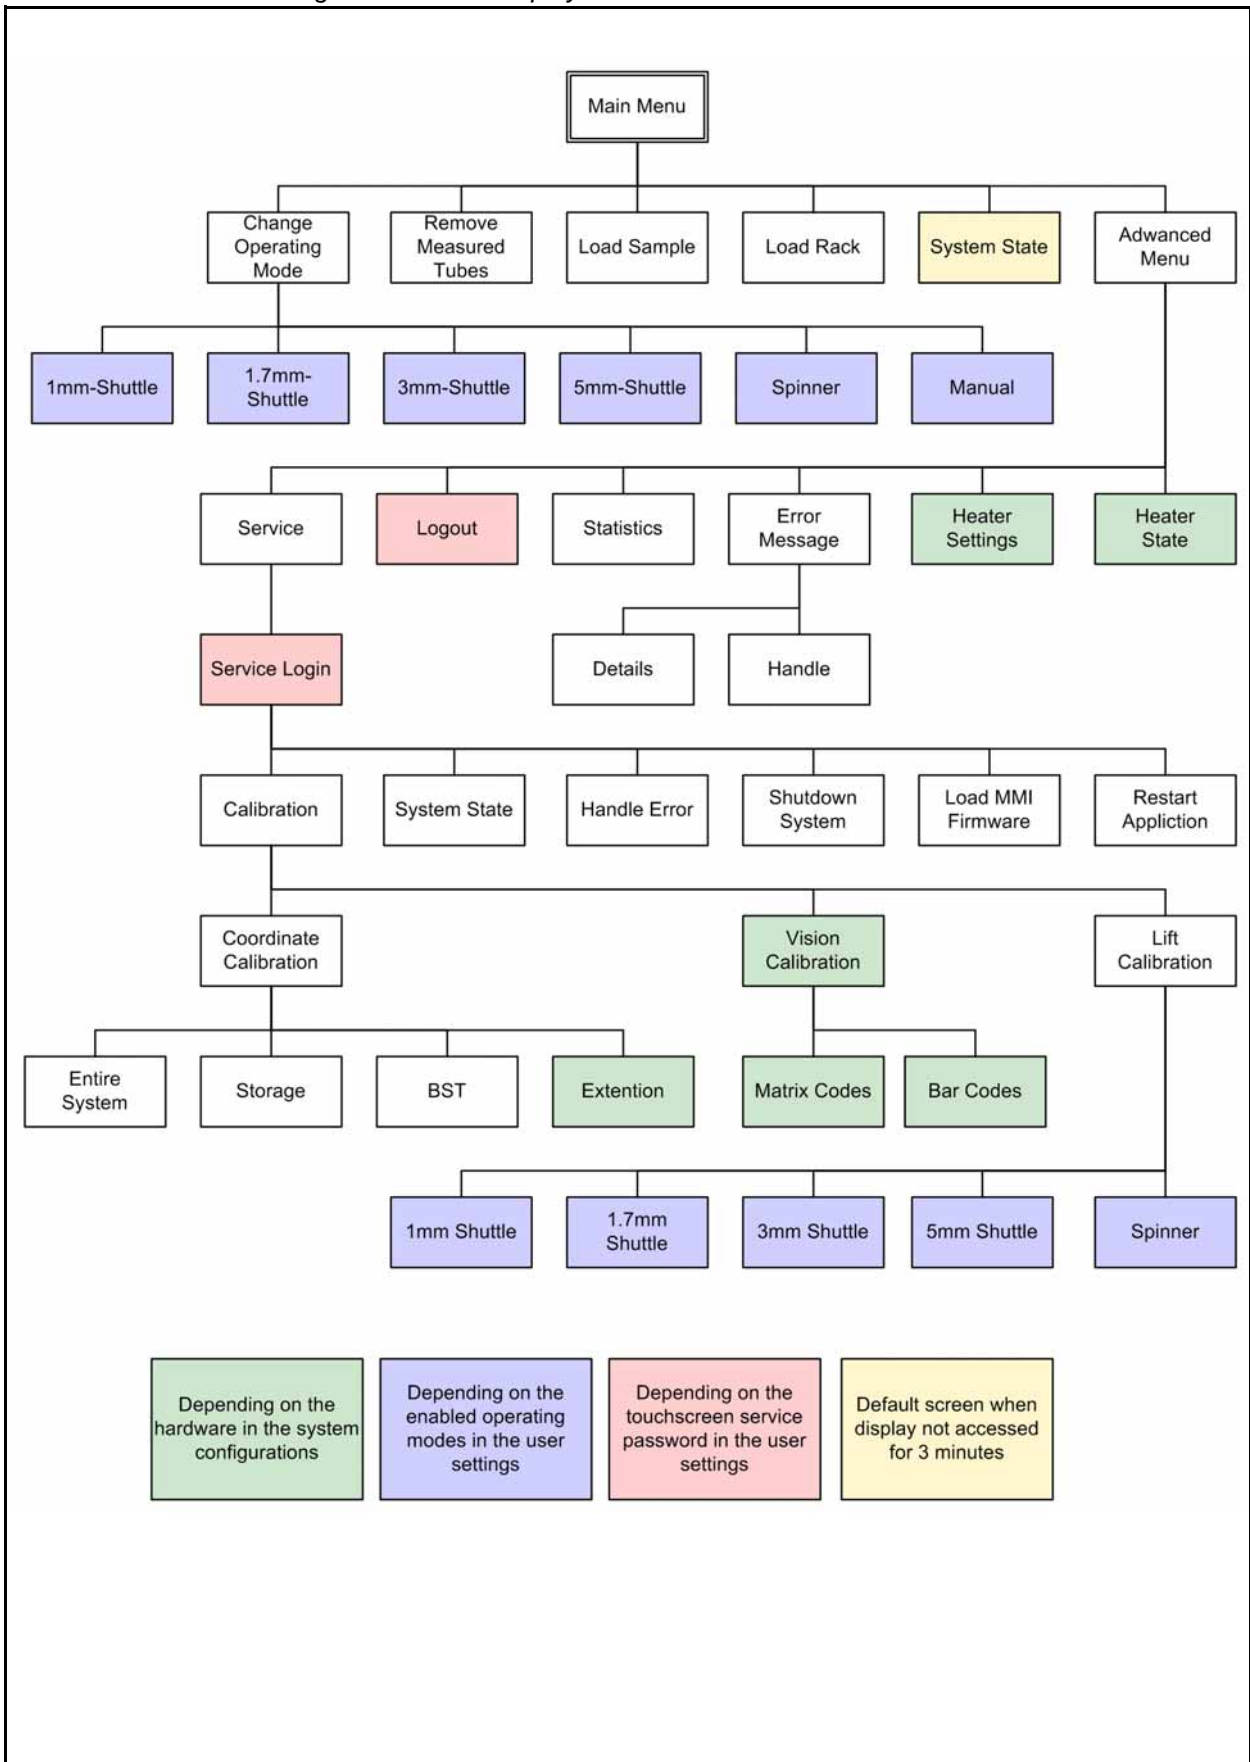 Main Menu
Change
Operating
Mode
Remove
Measured
Tubes
Load Sample
Load Rack
System State
Adwanced
Menu
1mm-Shuttle
1.7mm-
Shuttle
3mm-Shuttle
5mm-Shuttle
Spinner
Manual
Service
Logout
Statistics
Error
Message
Heater
Settings
Heater
State
Service Login
Details
Handle
Calibration
System State
Handle Error
Shutdown
System
Load MMI
Firmware
Restart
Appliction
Coordinate
Calibration
Vision
Calibration
Lift
Calibration
Entire
System
Storage
BST
Extention
Matrix Codes
Bar Codes
1mm Shuttle
1.7mm
Shuttle
3mm Shuttle
5mm Shuttle
Spinner
Depending on the
hardware in the system
configurations
Depending on the
enabled operating
modes in the user
settings
Depending on the
touchscreen service
password in the user
settings
Default screen when
display not accessed
for 3 minutes